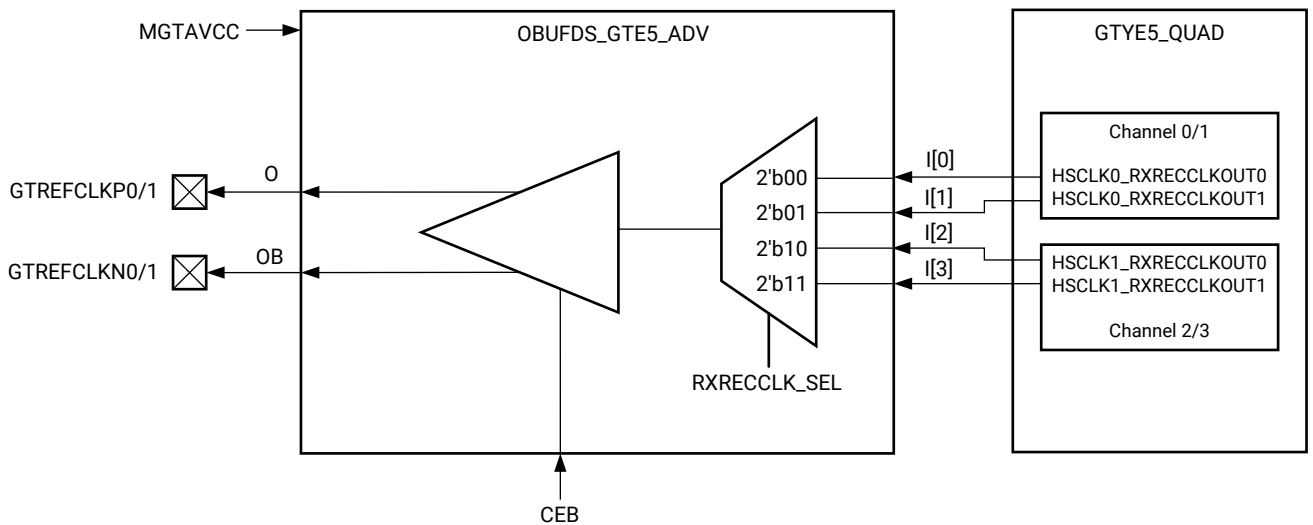 MGTAVCC
OBUFDS_GTE5_ADV
GTYE5_QUAD
Channel 0/1
I[0]
2'b00
HSCLK0_RXRECCLKOUT0
O
GTREFCLKP0/1
I[1]
2'b01
HSCLK0_RXRECCLKOUT1
I[2]
2'b10
HSCLK1_RXRECCLKOUT0
OB
GTREFCLKN0/1
I[3]
2'b11
HSCLK1_RXRECCLKOUT1
Channel 2/3
RXRECCLK_SEL
CEB